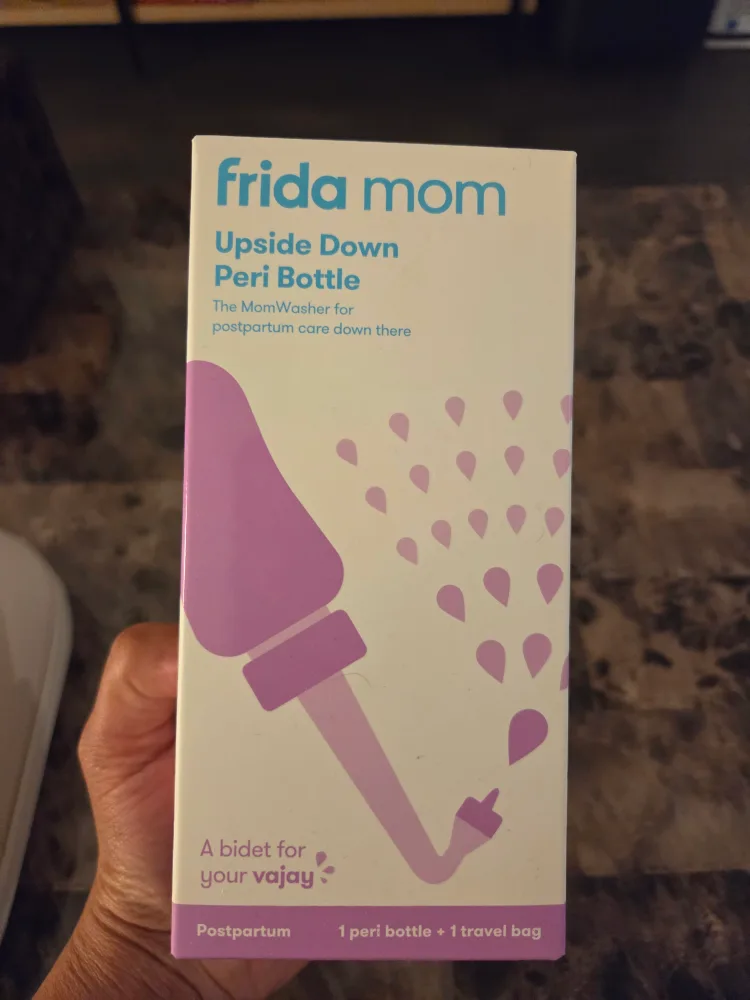 frida mom
Upside Down
Peri Bottle
The MomWasher for
postpartum care down there
A bidet for
your vajay
Postpartum 1 peri bottle + 1 travel bag